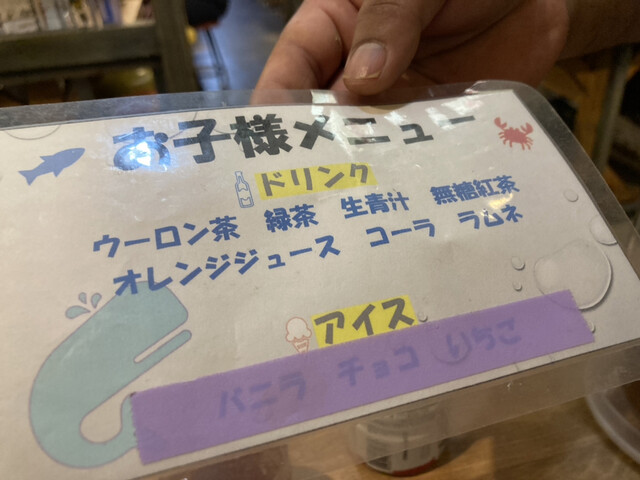 お子様メニュー
ドリンク
ウーロン茶 緑茶 生青汁 無糖紅茶
オレンジジュース コーラ ラムネ
アイス
バニラ チョコ いちご